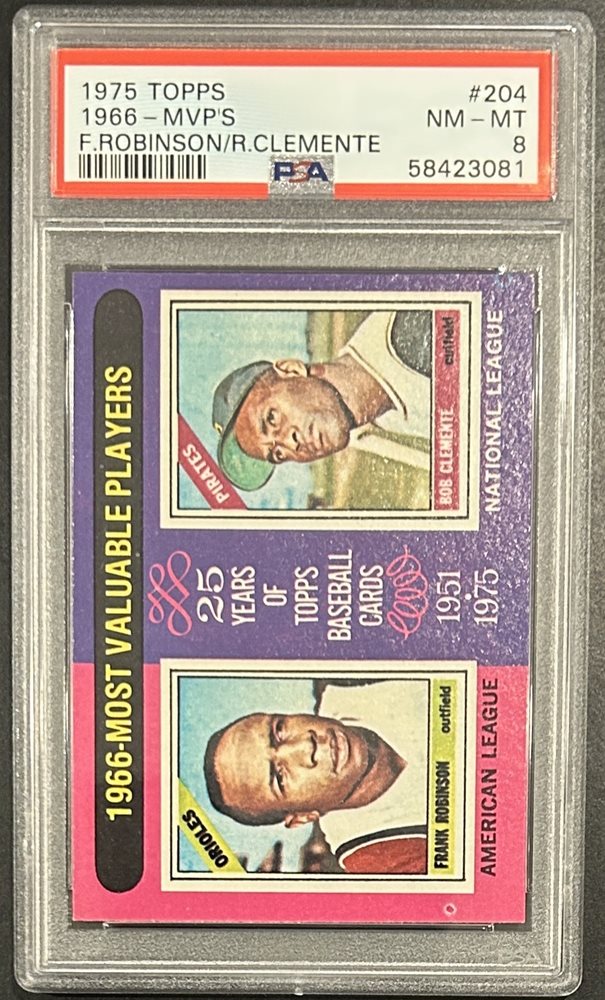 1975 TOPPS #204
1966 - MVP'S NM - MT
F.ROBINSON/R.CLEMENTE 8
PSA 58423081
1966-MOST VALUABLE PLAYERS
ORIOLES
FRANK ROBINSON outfield
AMERICAN LEAGUE
25
YEARS
OF
TOPPS
BASEBALL
CARDS
1951
1975
PIRATES
BOB CLEMENTE outfield
NATIONAL LEAGUE